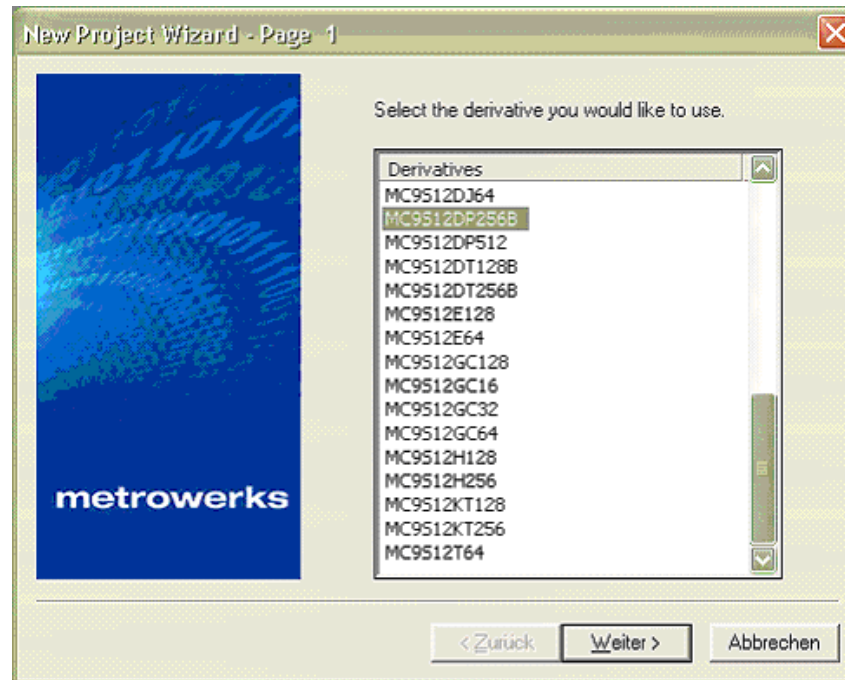 New Project Wizard - Page 1
Select the derivative you would like to use.
Derivatives
MC9S12DJ64
MC9S12DP256B
MC9S12DP512
MC9S12DT128B
MC9S12DT256B
MC9S12E128
MC9S12E64
MC9S12GC128
MC9S12GC16
MC9S12GC32
MC9S12GC64
MC9S12H128
MC9S12H256
MC9S12KT128
MC9S12KT256
MC9S12T64
metrowerks
< Zurück
Weiter >
Abbrechen